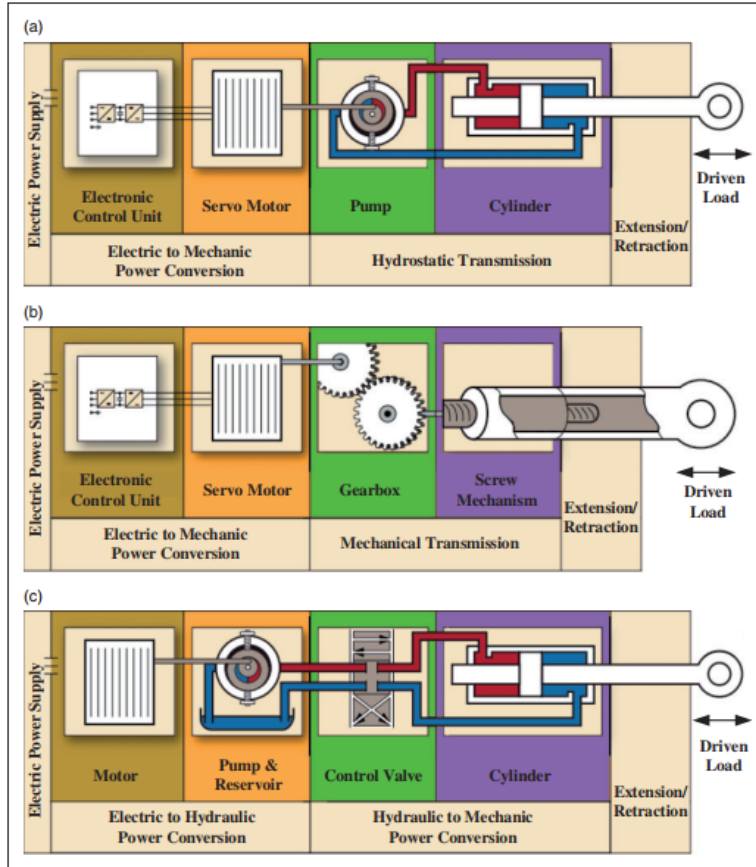 (a)
Electric Power Supply
Electronic
Control Unit
Servo Motor
Pump
Cylinder
Extension/
Retraction
Driven
Load
Electric to Mechanic
Power Conversion
Hydrostatic Transmission
(b)
Electric Power Supply
Electronic
Control Unit
Servo Motor
Gearbox
Screw
Mechanism
Extension/
Retraction
Driven
Load
Electric to Mechanic
Power Conversion
Mechanical Transmission
(c)
Electric Power Supply
Motor
Pump &
Reservoir
Control Valve
Cylinder
Extension/
Retraction
Driven
Load
Electric to Hydraulic
Power Conversion
Hydraulic to Mechanic
Power Conversion